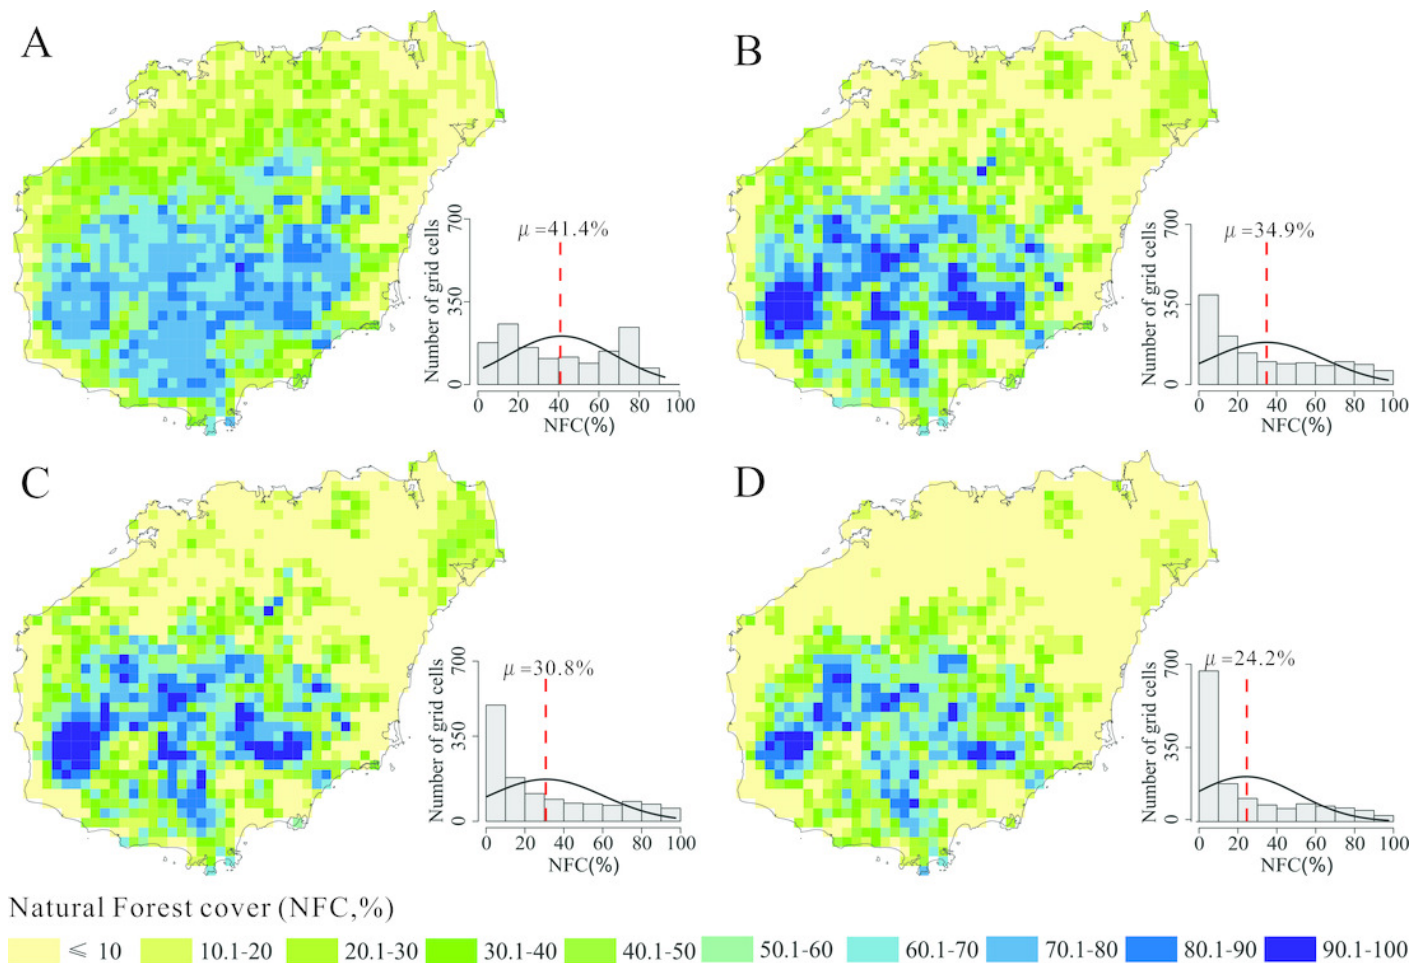 A
B
μ=41.4%
Number of grid cells
700
350
0
0 20 40 60 80 100
NFC(%)
μ=34.9%
Number of grid cells
700
350
0
0 20 40 60 80 100
NFC(%)
C
D
μ=30.8%
Number of grid cells
700
350
0
0 20 40 60 80 100
NFC(%)
μ=24.2%
Number of grid cells
700
350
0
0 20 40 60 80 100
NFC(%)
Natural Forest cover (NFC,%)
≤ 10 10.1-20 20.1-30 30.1-40 40.1-50 50.1-60 60.1-70 70.1-80 80.1-90 90.1-100